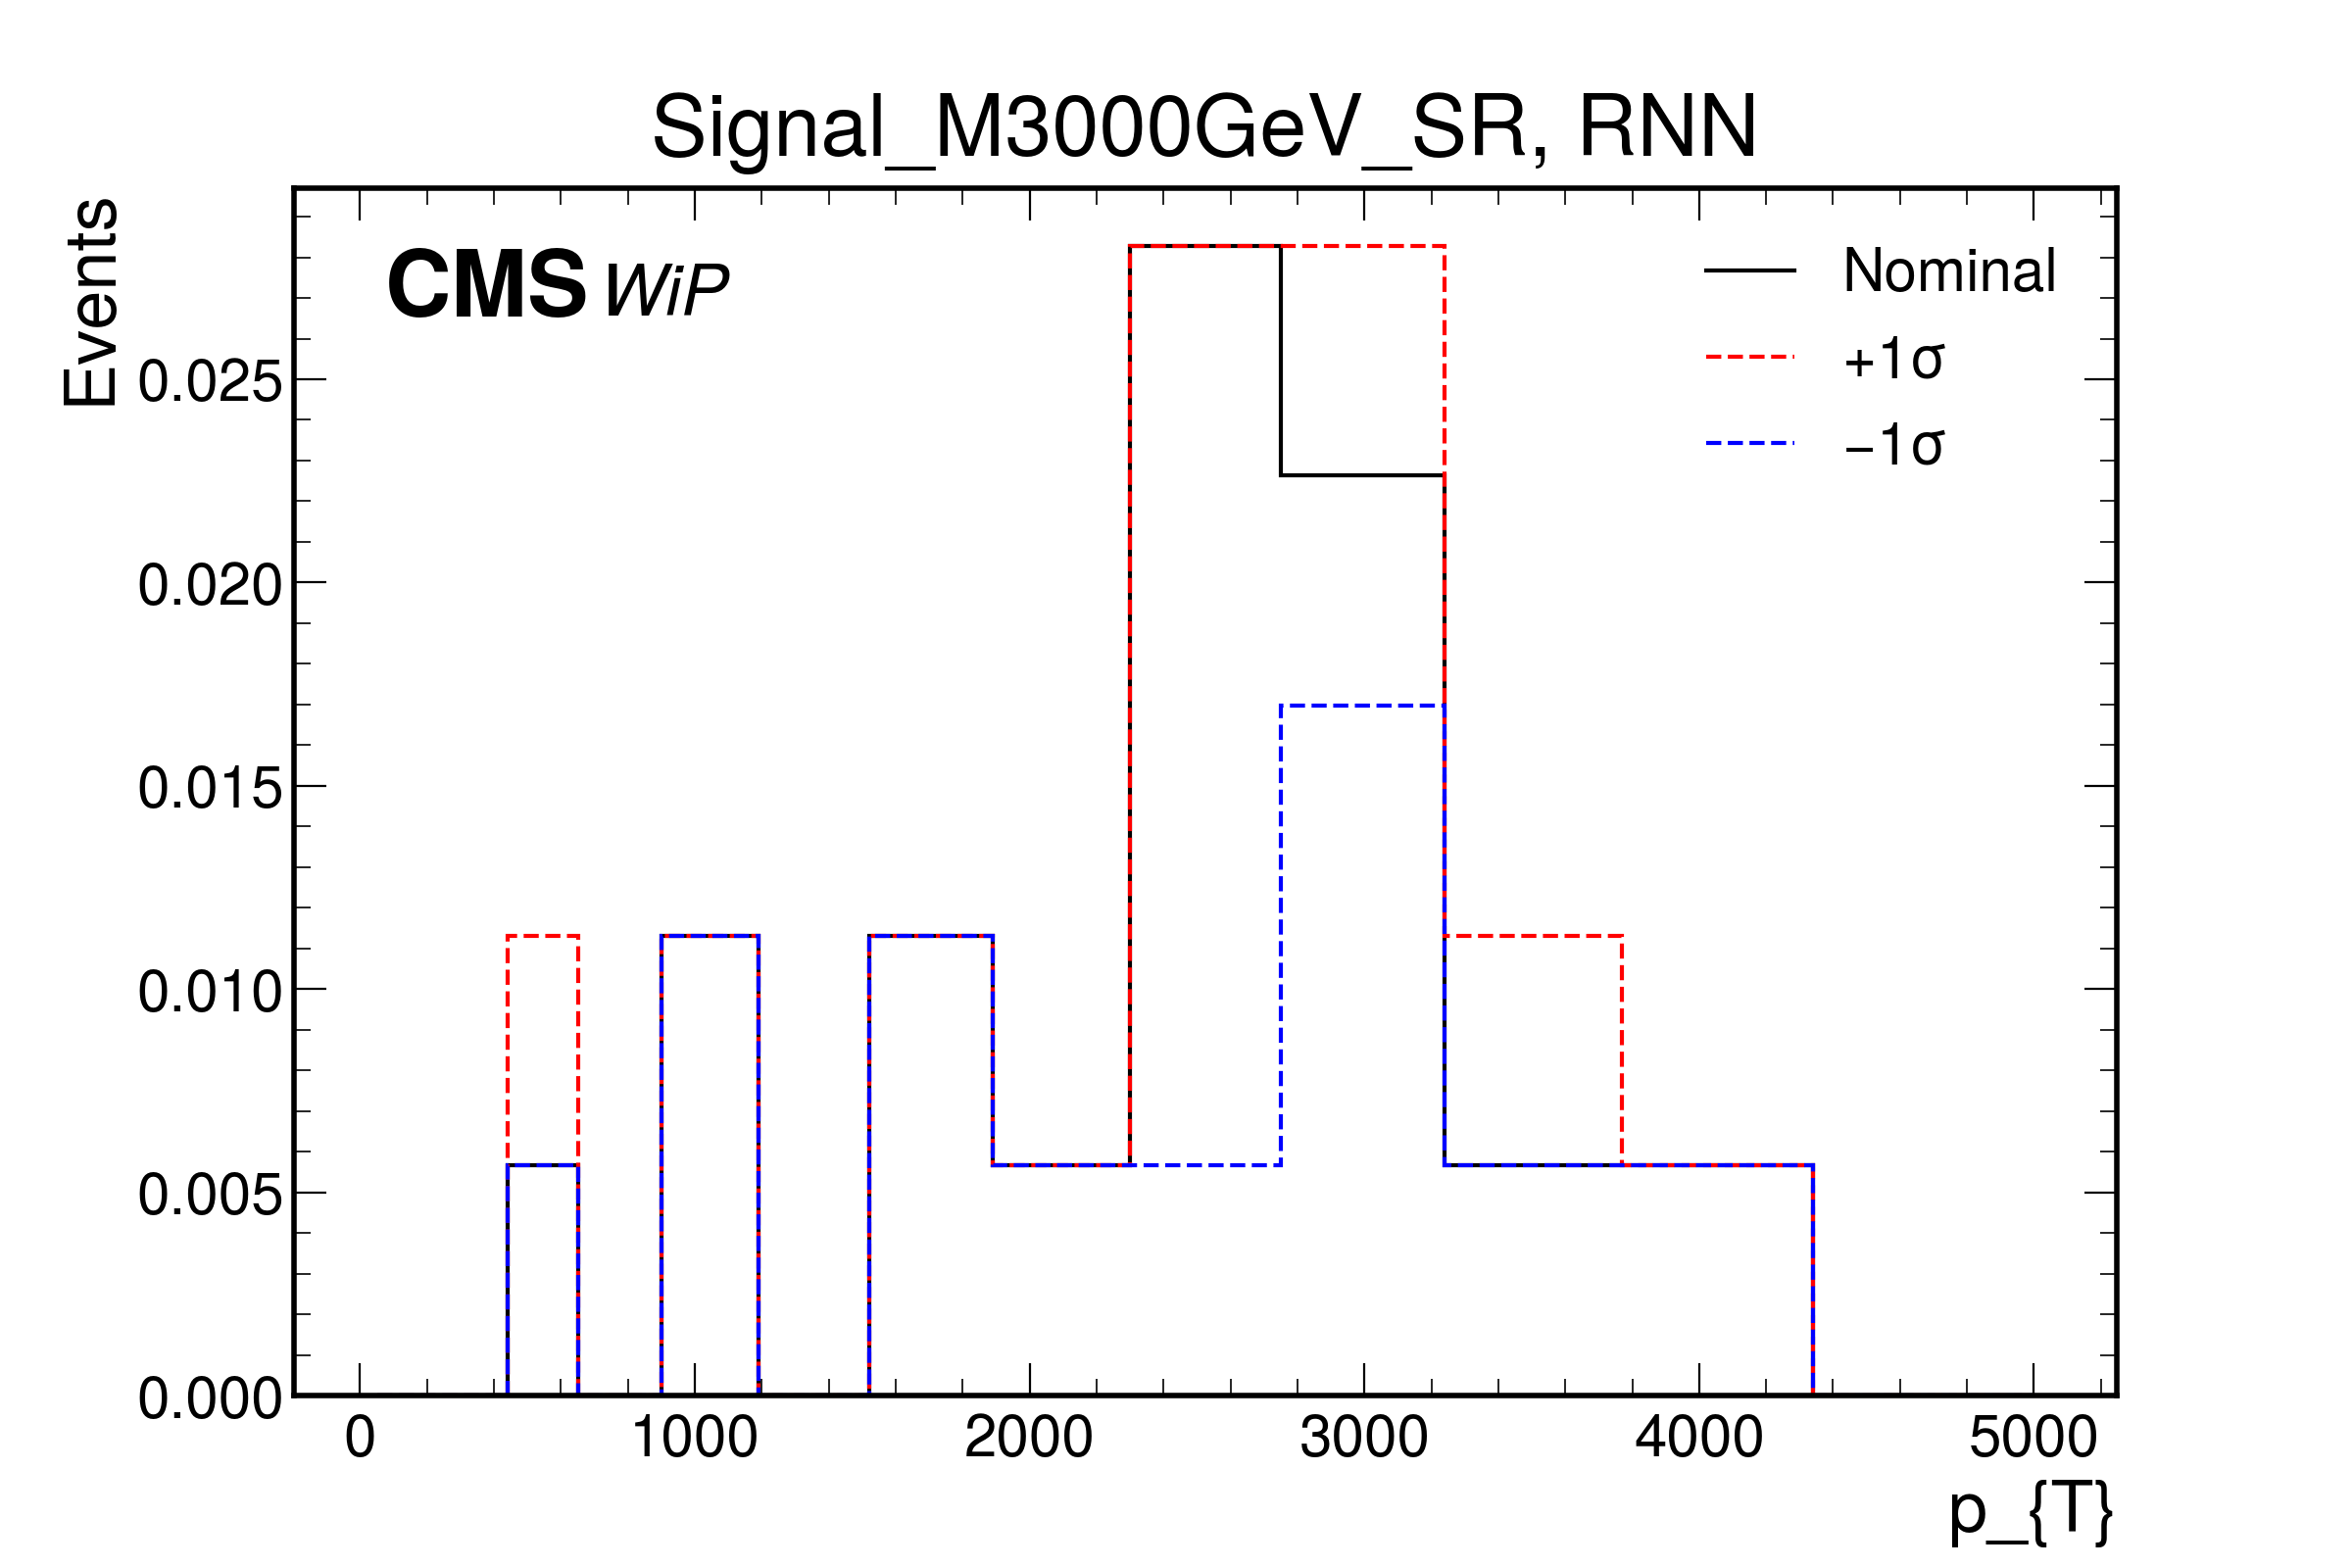 Signal_M3000GeV_SR, RNN
Events
CMS WiP
Nominal
+1σ
−1σ
0.025
0.020
0.015
0.010
0.005
0.000
0 1000 2000 3000 4000 5000
p_{T}